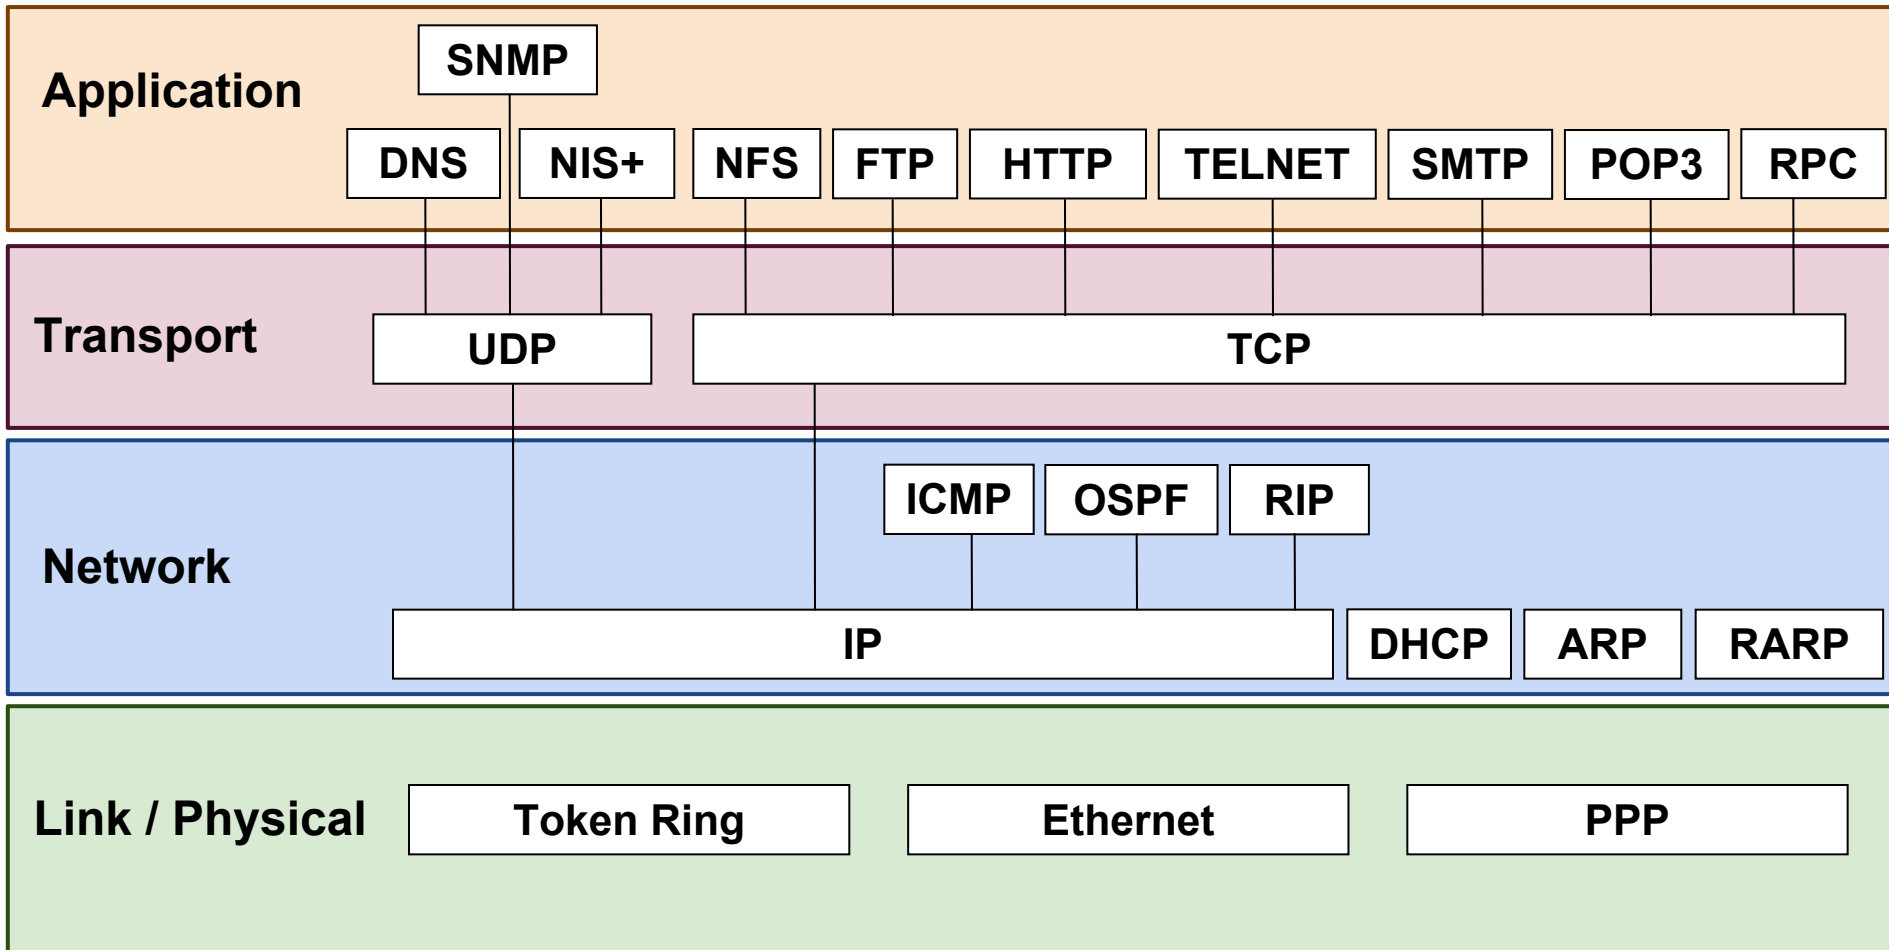 SNMP
Application
DNS NIS+ NFS FTP HTTP TELNET SMTP POP3 RPC
Transport UDP TCP
ICMP OSPF RIP
Network
IP DHCP ARP RARP
Link / Physical Token Ring Ethernet PPP